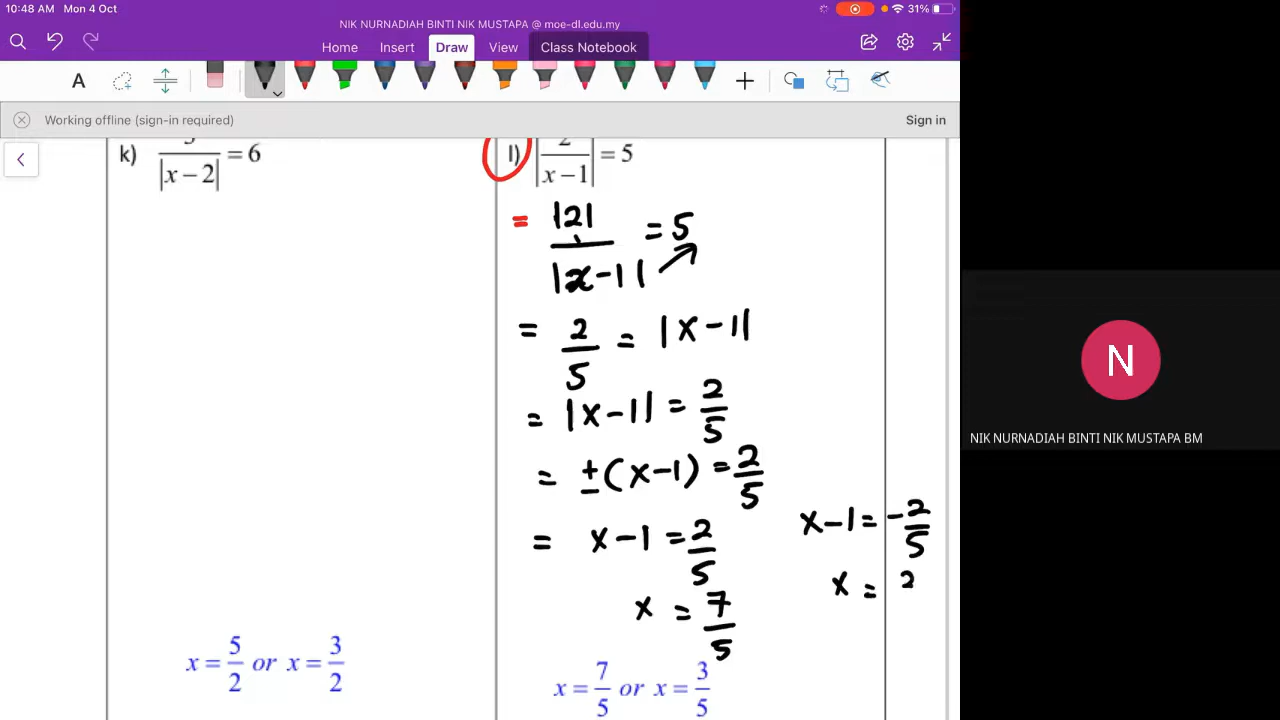 10:48 AM Mon 4 Oct
31%
NIK NURNADIAH BINTI NIK MUSTAPA @ moe-dl.edu.my
Home Insert Draw View Class Notebook
A
Working offline (sign-in required) Sign in
k) /|x − 2| = 6
l) |2/(x − 1)| = 5
= |2|/|x − 1| = 5
= 2/5 = |x − 1|
= |x − 1| = 2/5
= ±(x − 1) = 2/5
= x − 1 = 2/5
x − 1 = −2/5
x = 7/5
x =
x = 5/2 or x = 3/2
x = 7/5 or x = 3/5
N
NIK NURNADIAH BINTI NIK MUSTAPA BM